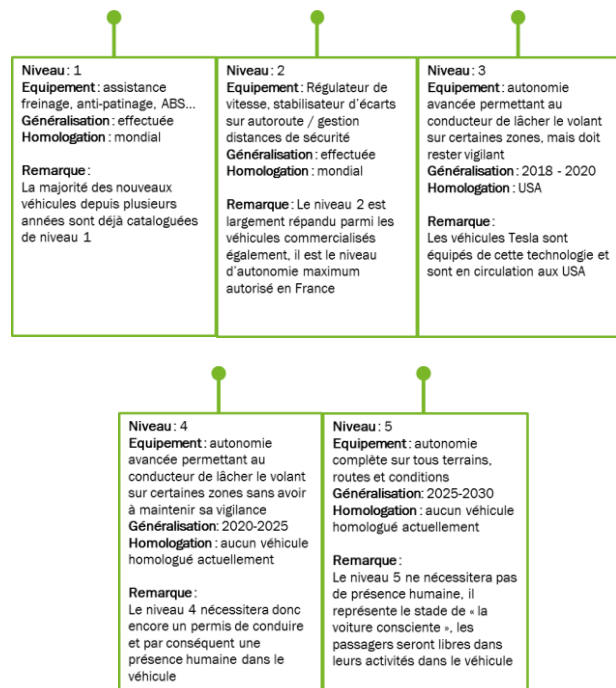 Niveau : 1
Equipement : assistance
freinage, anti-patinage, ABS...
Généralisation : effectuée
Homologation : mondial
Remarque :
La majorité des nouveaux
véhicules depuis plusieurs
années sont déjà cataloguées
de niveau 1
Niveau : 2
Equipement : Régulateur de
vitesse, stabilisateur d'écarts
sur autoroute / gestion
distances de sécurité
Généralisation : effectuée
Homologation : mondial
Remarque : Le niveau 2 est
largement répandu parmi les
véhicules commercialisés
également, il est le niveau
d'autonomie maximum
autorisé en France
Niveau : 3
Equipement : autonomie
avancée permettant au
conducteur de lâcher le volant
sur certaines zones, mais doit
rester vigilant
Généralisation : 2018 - 2020
Homologation : USA
Remarque :
Les véhicules Tesla sont
équipés de cette technologie et
sont en circulation aux USA
Niveau : 4
Equipement : autonomie
avancée permettant au
conducteur de lâcher le volant
sur certaines zones sans avoir
à maintenir sa vigilance
Généralisation : 2020-2025
Homologation : aucun véhicule
homologué actuellement
Remarque :
Le niveau 4 nécessitera donc
encore un permis de conduire
et par conséquent une
présence humaine dans le
véhicule
Niveau : 5
Equipement : autonomie
complète sur tous terrains,
routes et conditions
Généralisation: 2025-2030
Homologation : aucun véhicule
homologué actuellement
Remarque :
Le niveau 5 ne nécessitera pas
de présence humaine, il
représente le stade de « la
voiture consciente », les
passagers seront libres dans
leurs activités dans le véhicule